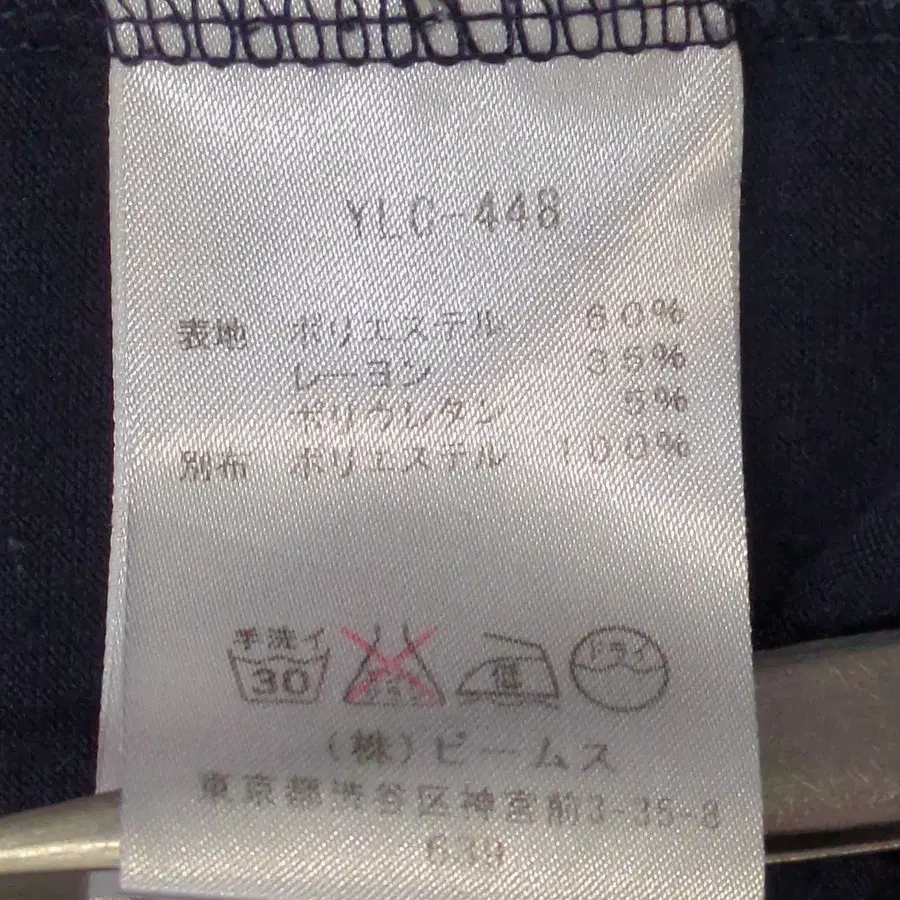 YLC-448
表地 ポリエステル 60%
レーヨン 35%
ポリウレタン 5%
別布 ポリエステル 100%
手洗イ
30
低
ドライ
(株)ビームス
東京都渋谷区神宮前3-35-8
639